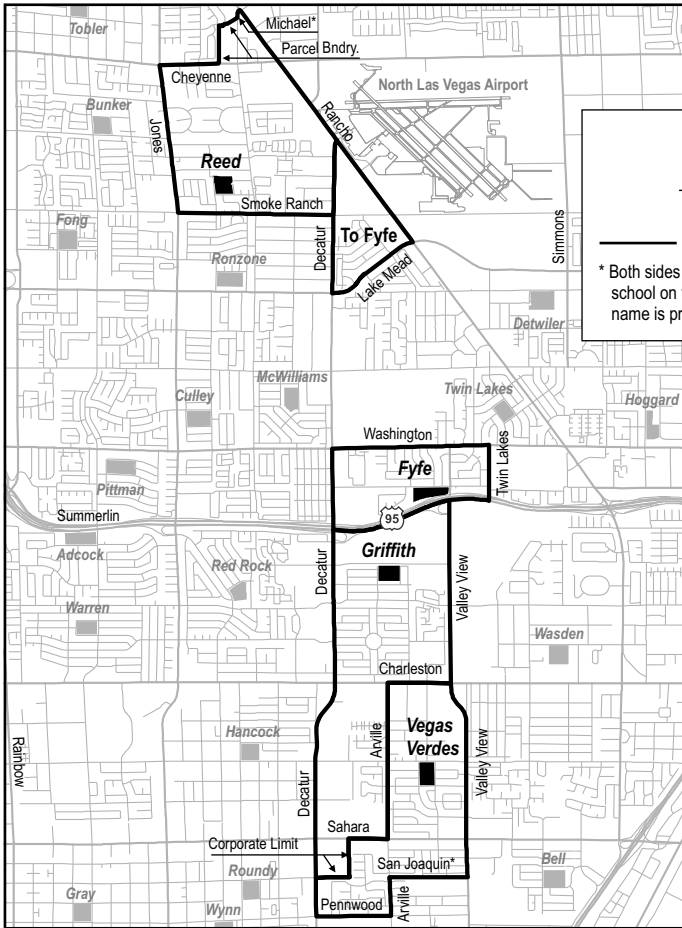 Tobler
Michael*
Parcel Bndry.
Cheyenne
North Las Vegas Airport
Bunker
Rancho
Jones
Reed
Smoke Ranch
Simmons
* Both sides
school on
name is pr
Fong
Decatur
To Fyfe
Ronzone
Lake Mead
Detwiler
McWilliams
Culley
Twin Lakes
Hoggard
Washington
Fyfe
Twin Lakes
Pittman
Summerlin
95
Adcock
Griffith
Decatur
Red Rock
Valley View
Warren
Wasden
Charleston
Vegas
Verdes
Hancock
Arville
Rainbow
Valley View
Decatur
Sahara
Corporate Limit
San Joaquin*
Roundy
Bell
Gray
Pennwood
Arville
Wynn